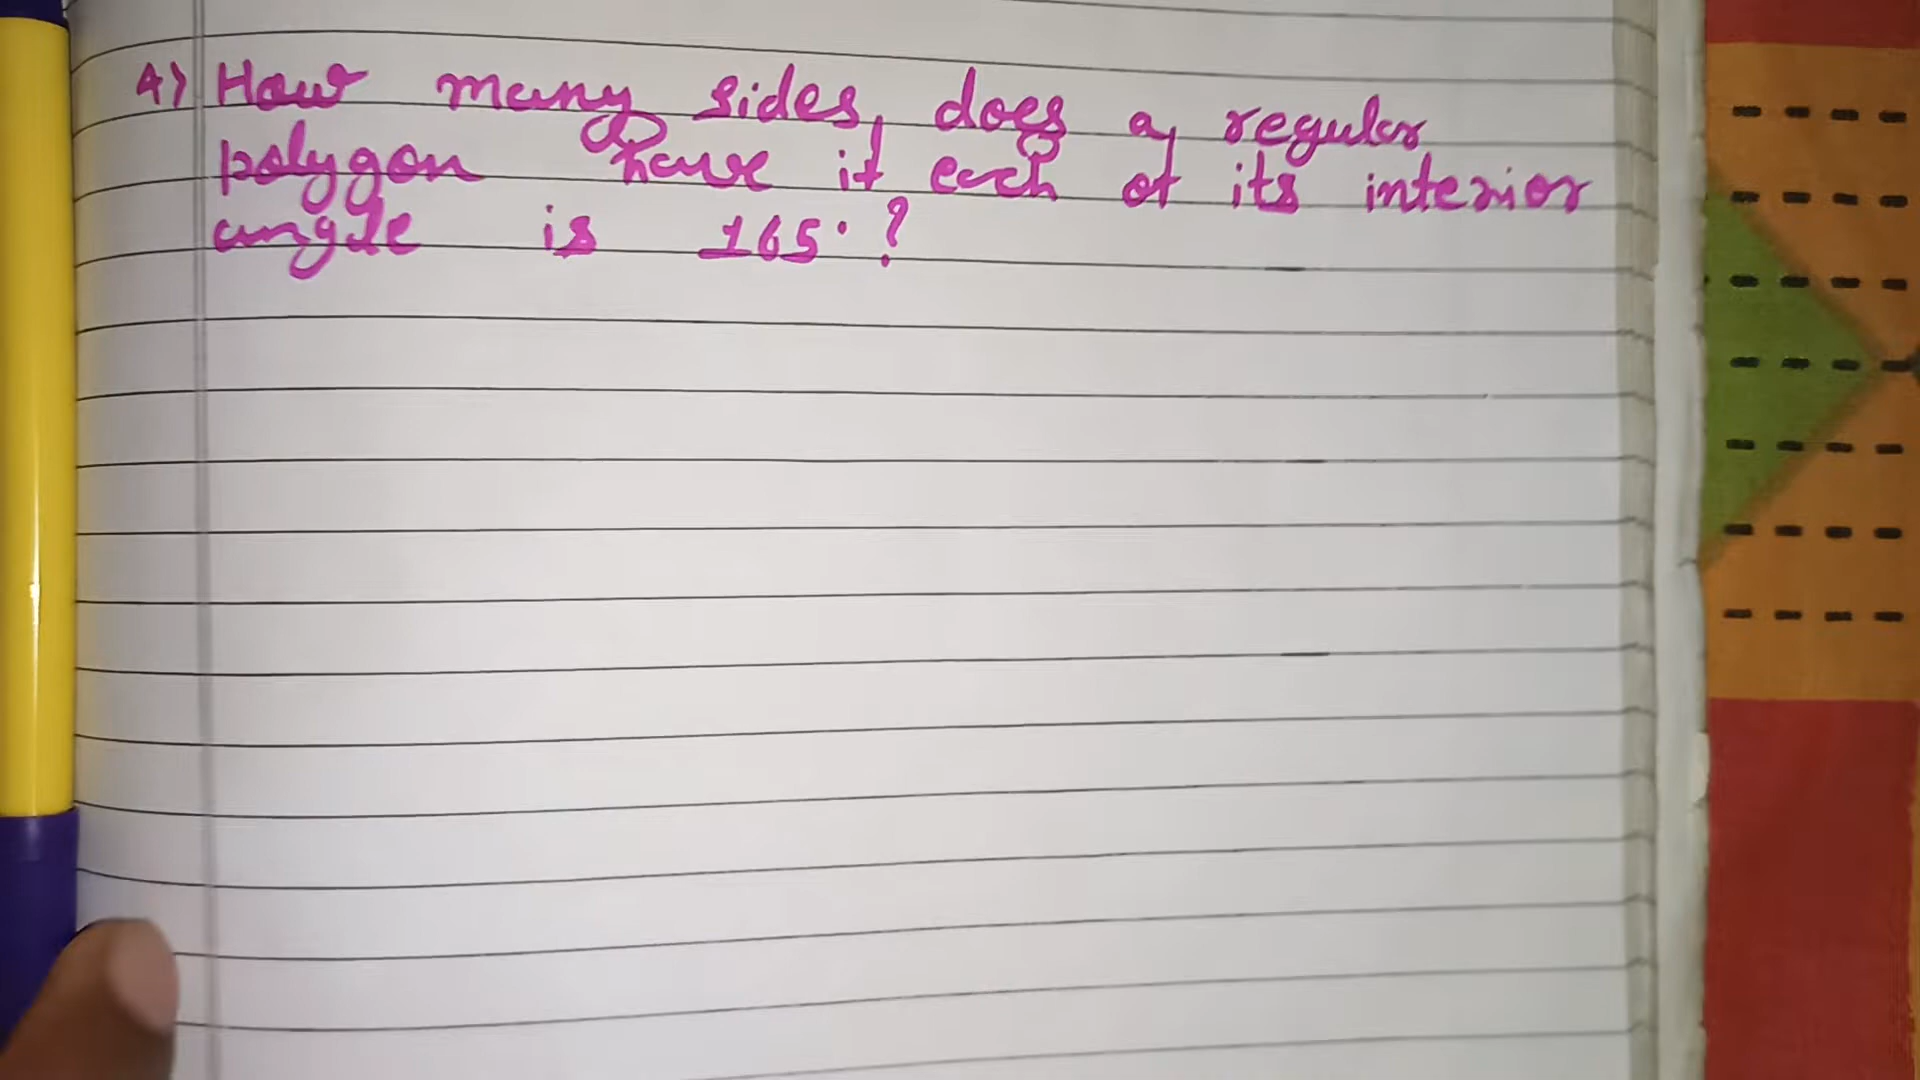 4) How many sides, does a regular
polygon have if each of its interior
angle is 165° ?